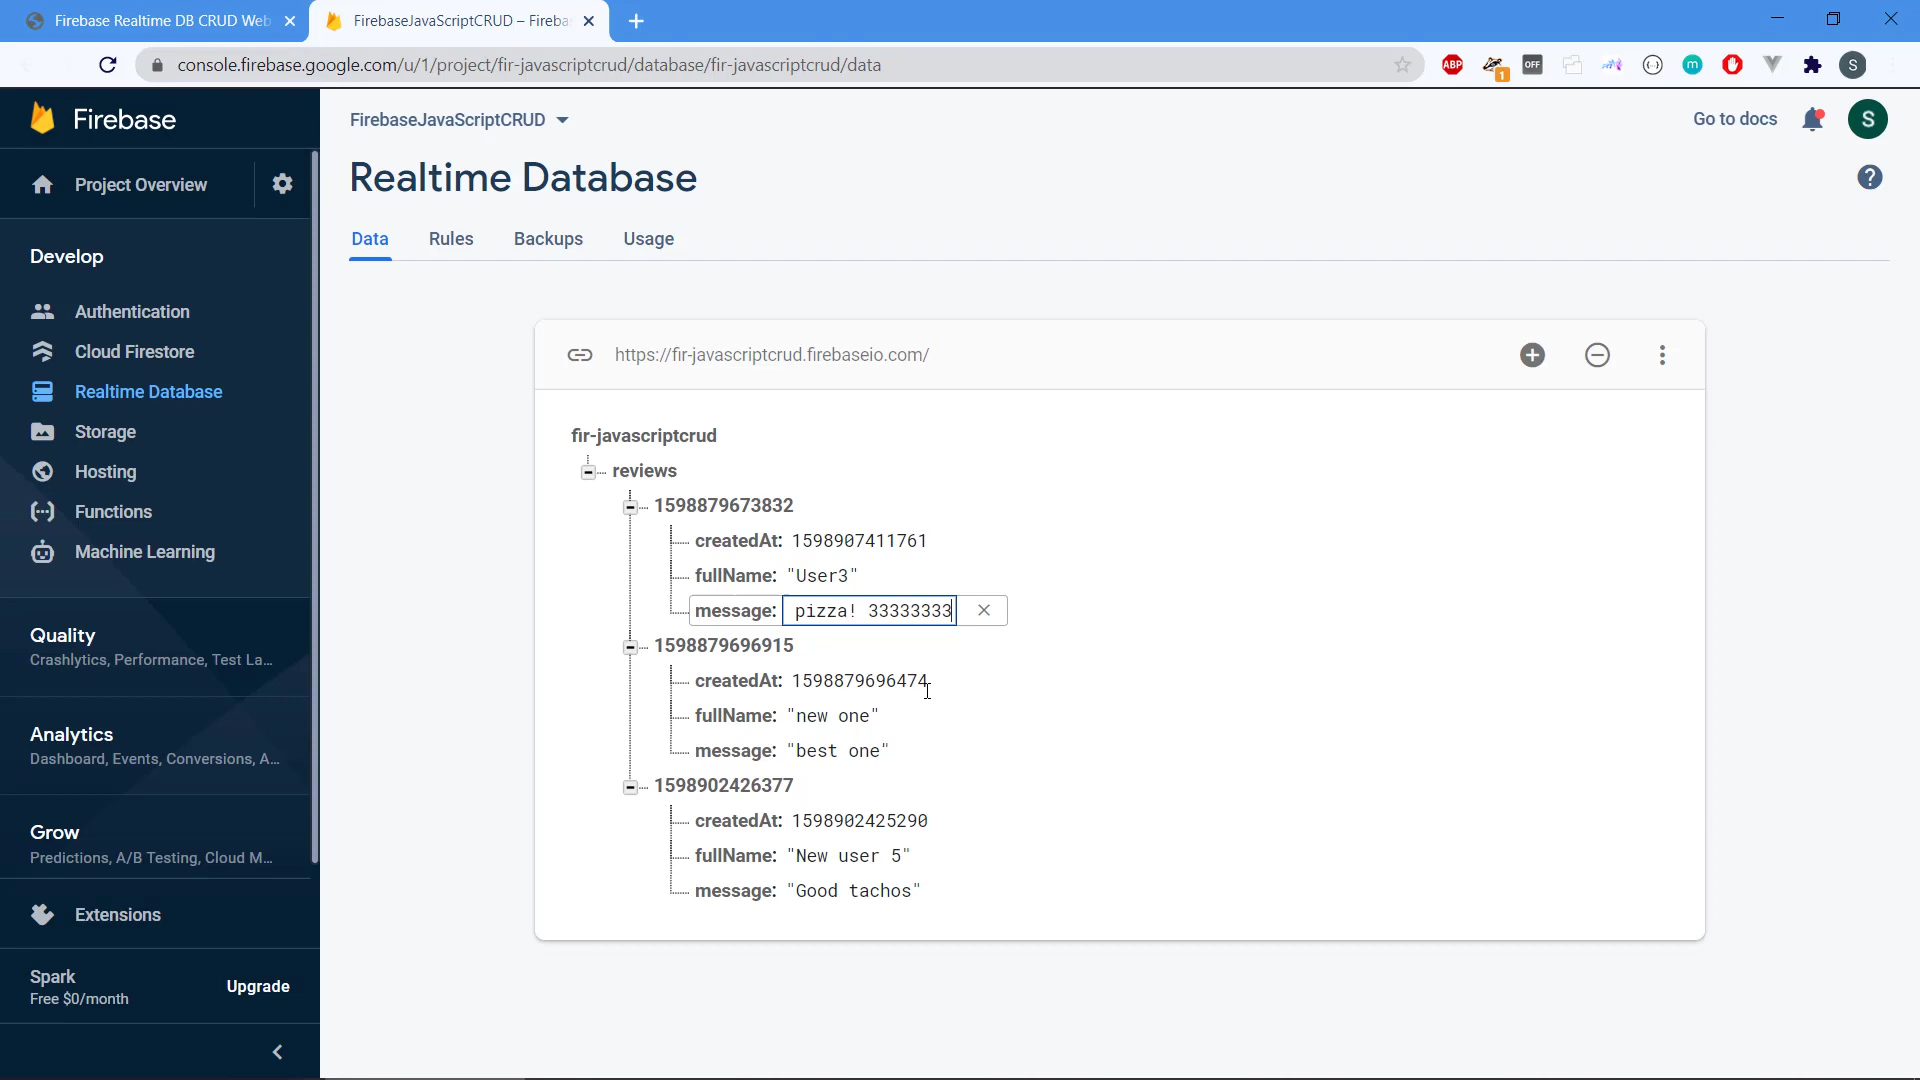 Firebase Realtime DB CRUD Web
FirebaseJavaScriptCRUD – Fireba
console.firebase.google.com/u/1/project/fir-javascriptcrud/database/fir-javascriptcrud/data
ABP
1
OFF
m
S
Firebase
FirebaseJavaScriptCRUD
Go to docs
S
Project Overview
Realtime Database
?
Data Rules Backups Usage
Develop
Authentication
Cloud Firestore
Realtime Database
Storage
Hosting
Functions
Machine Learning
Quality
Crashlytics, Performance, Test La...
Analytics
Dashboard, Events, Conversions, A...
Grow
Predictions, A/B Testing, Cloud M...
Extensions
Spark
Free $0/month
Upgrade
https://fir-javascriptcrud.firebaseio.com/
fir-javascriptcrud
reviews
1598879673832
createdAt: 1598907411761
fullName: "User3"
message: pizza! 33333333
1598879696915
createdAt: 1598879696474
fullName: "new one"
message: "best one"
1598902426377
createdAt: 1598902425290
fullName: "New user 5"
message: "Good tachos"